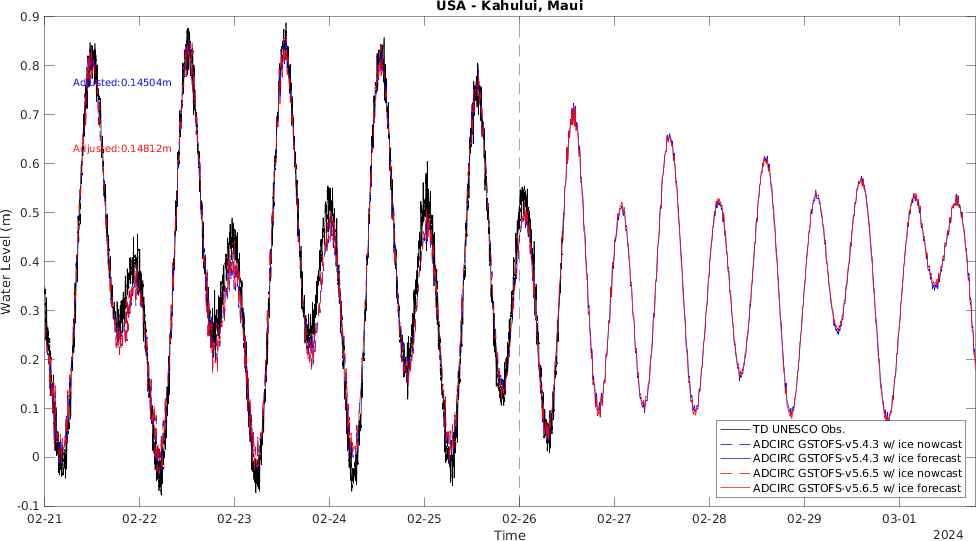 USA - Kahului, Maui
0.9
0.8
Adjusted:0.14504m
0.7
Adjusted:0.14812m
0.6
0.5
0.4
0.3
0.2
0.1
0
-0.1
Water Level (m)
TD UNESCO Obs.
ADCIRC GSTOFS-v5.4.3 w/ ice nowcast
ADCIRC GSTOFS-v5.4.3 w/ ice forecast
ADCIRC GSTOFS-v5.6.5 w/ ice nowcast
ADCIRC GSTOFS-v5.6.5 w/ ice forecast
02-21 02-22 02-23 02-24 02-25 02-26 02-27 02-28 02-29 03-01
Time
2024